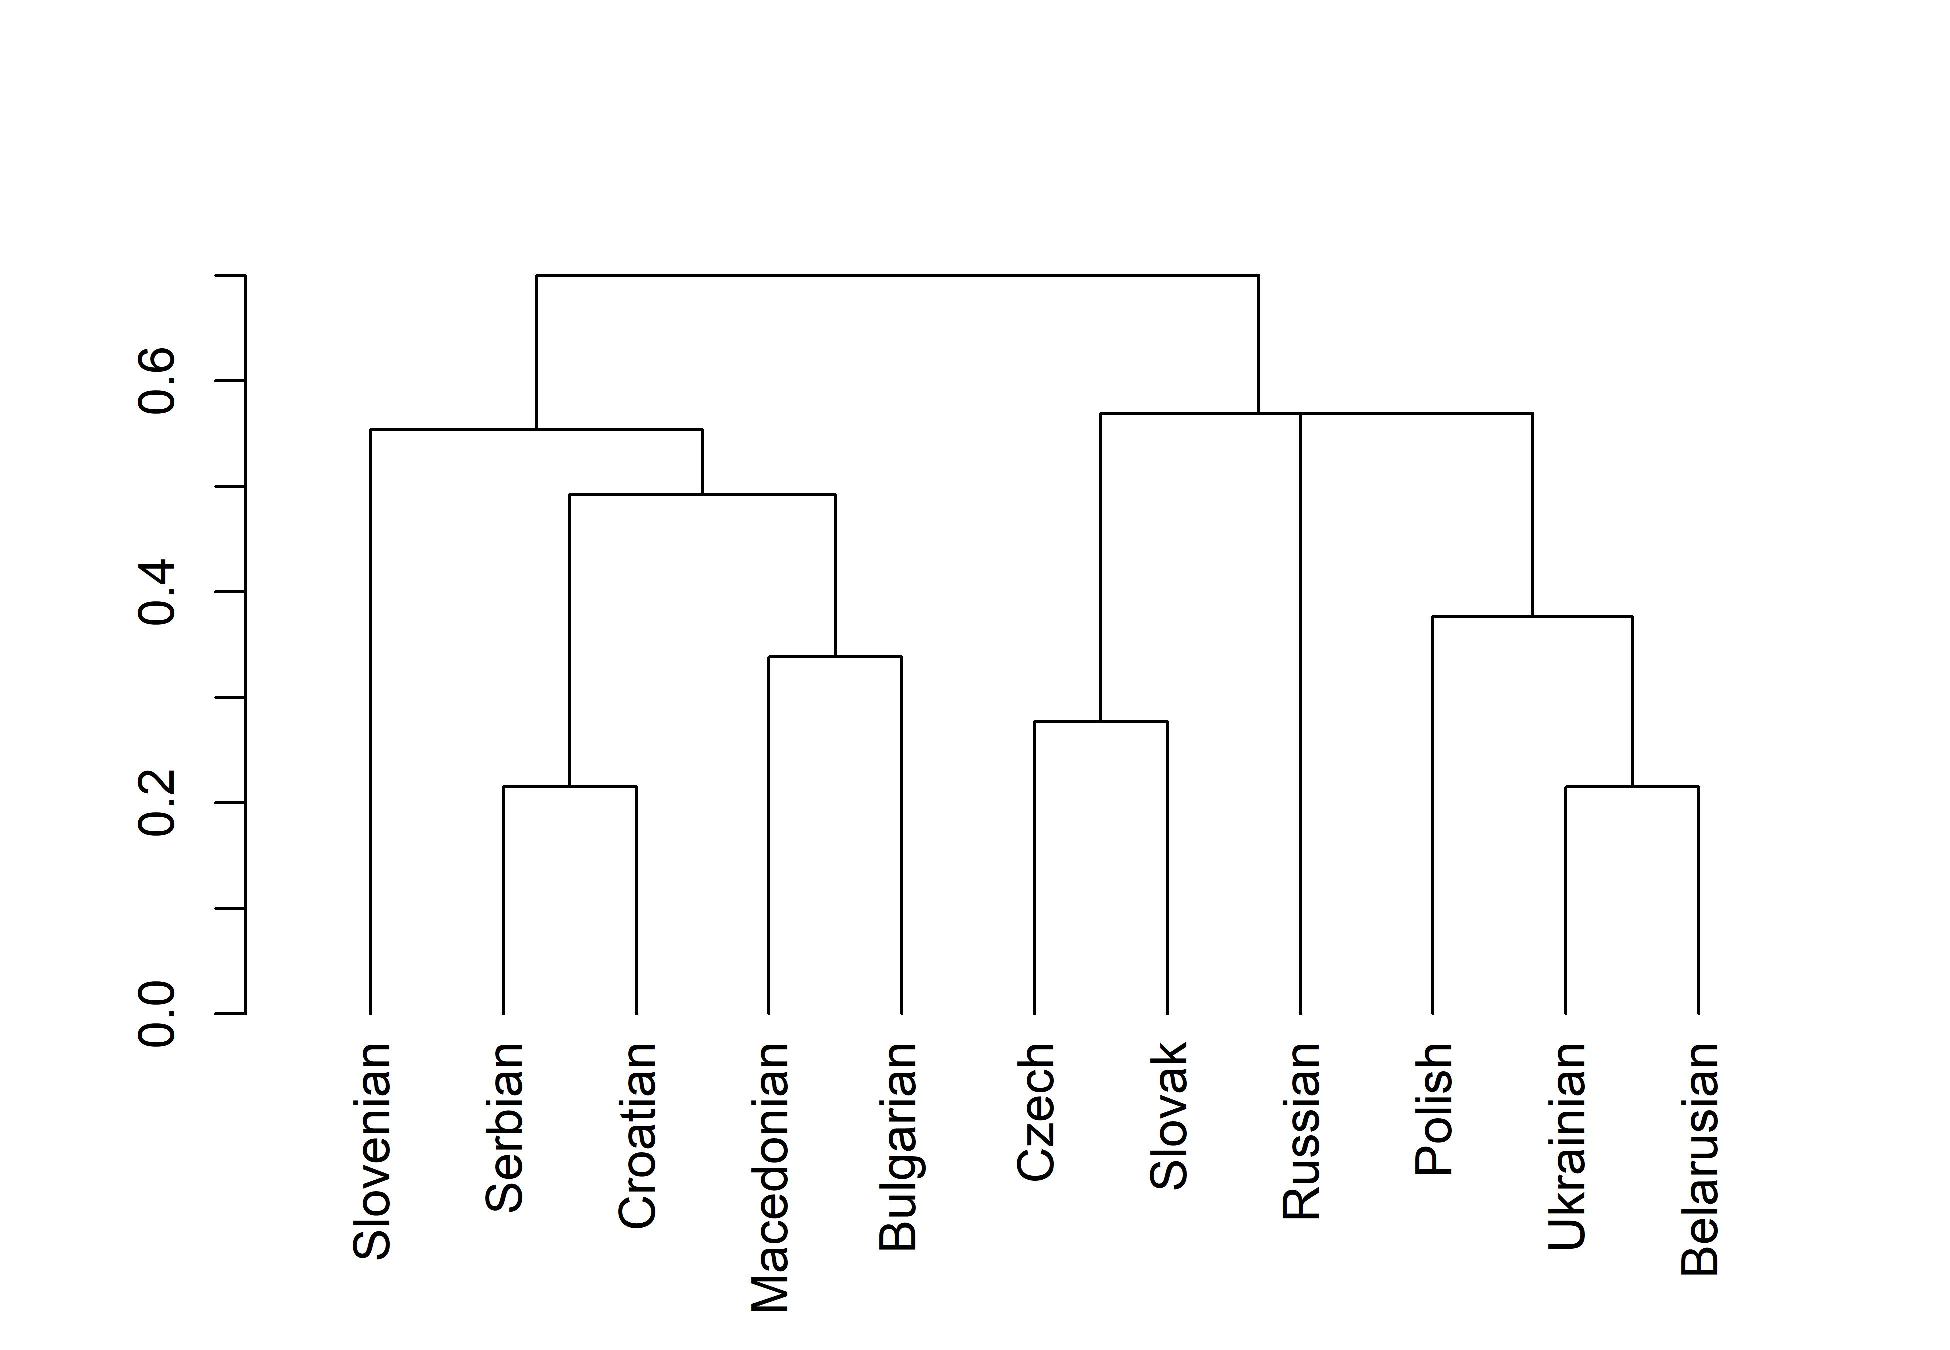 0.6
0.4
0.2
0.0
Slovenian
Serbian
Croatian
Macedonian
Bulgarian
Czech
Slovak
Russian
Polish
Ukrainian
Belarusian